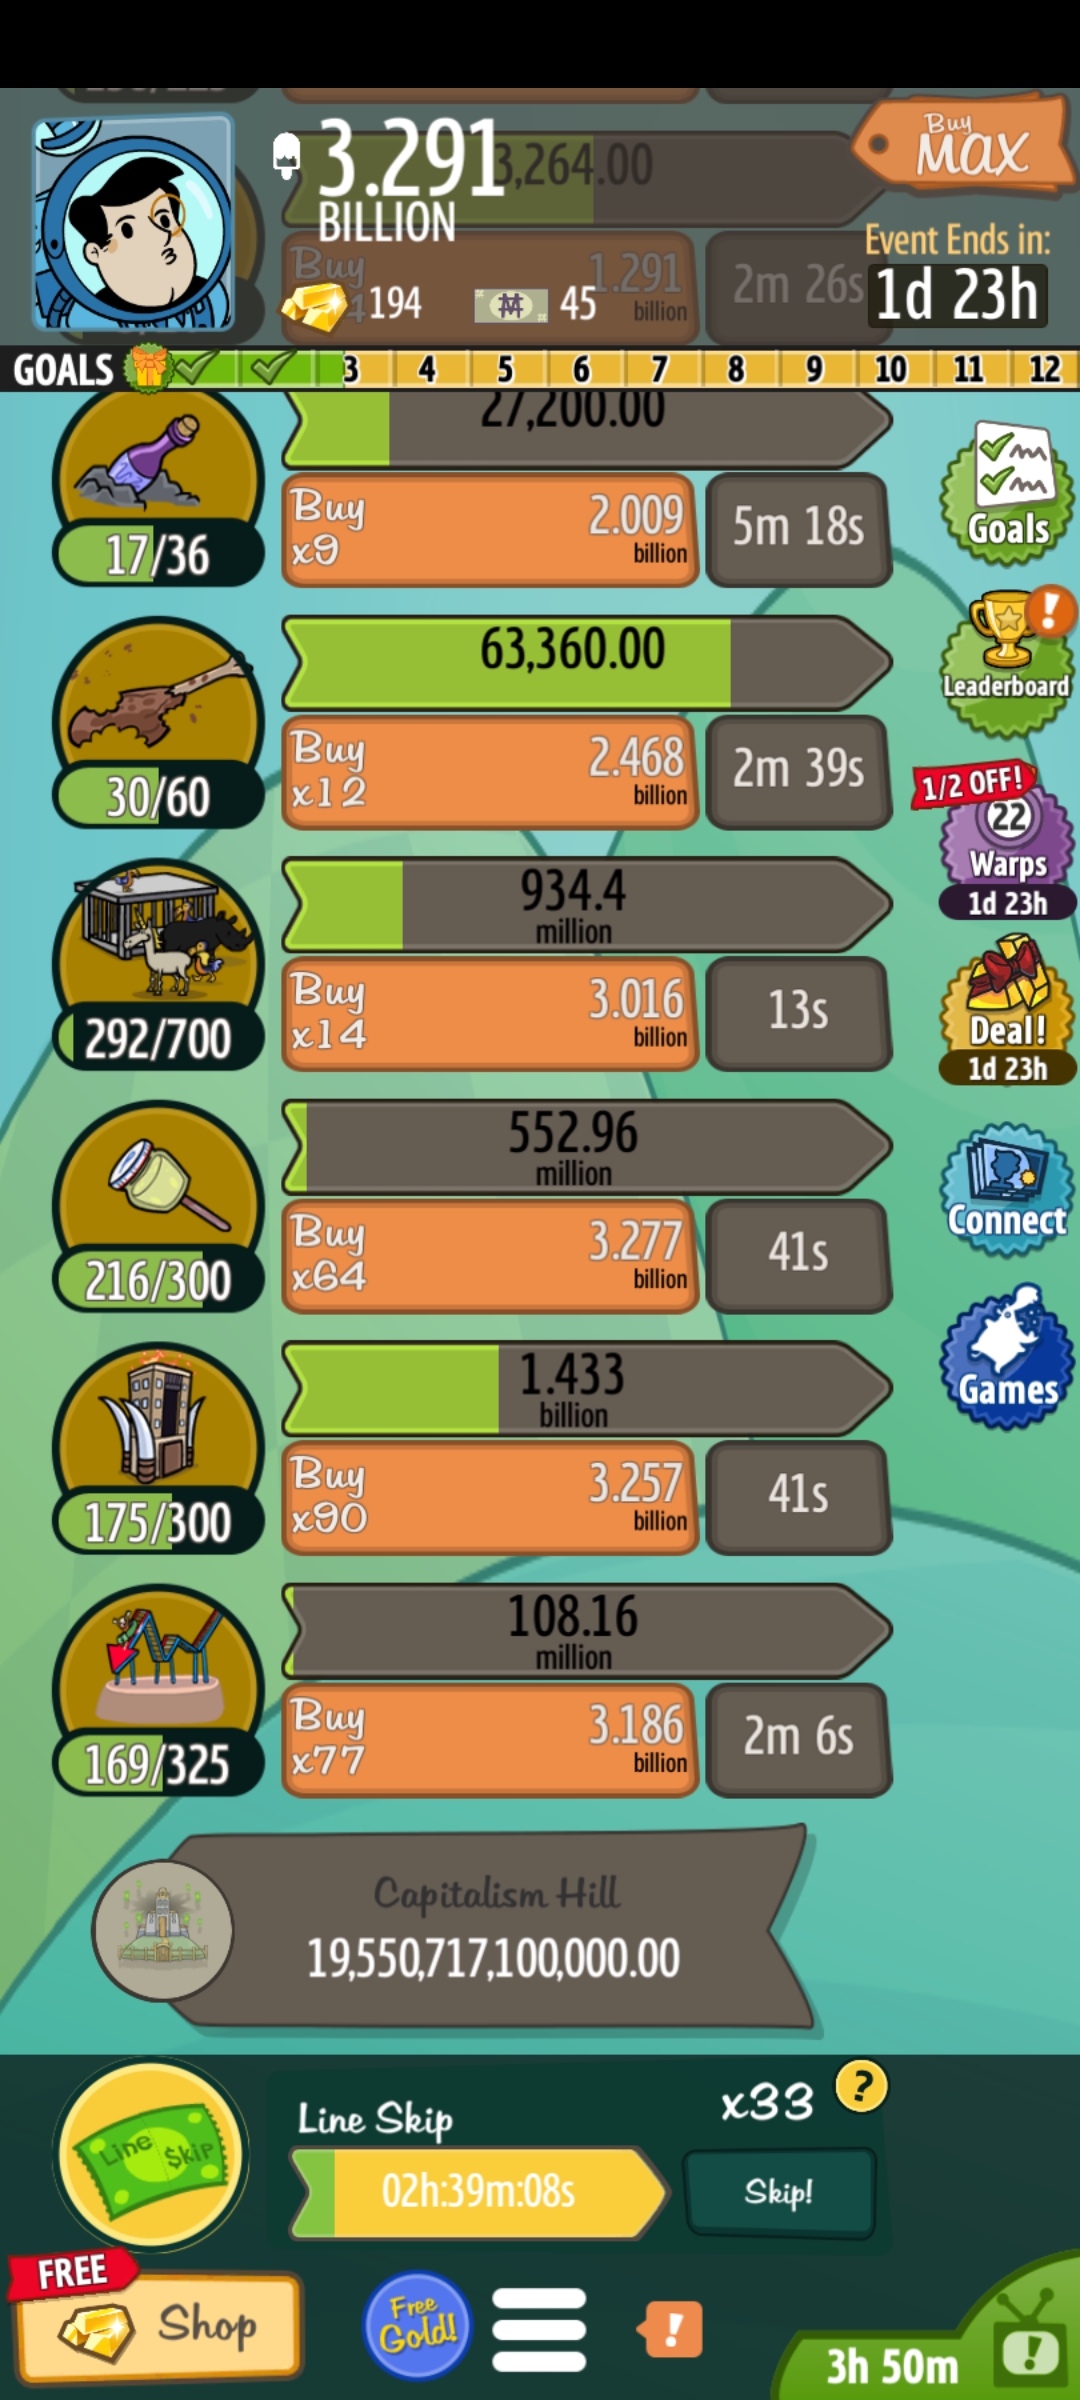 3,264.00
3.291
BILLION
Buy
MAX
Buy
1.291
billion
2m 26s
194
45
Event Ends in:
1d 23h
GOALS
3 4 5 6 7 8 9 10 11 12
27,200.00
17/36
Buy
x9
2.009
billion
5m 18s
Goals
63,360.00
30/60
Buy
x12
2.468
billion
2m 39s
Leaderboard
1/2 OFF!
22
Warps
1d 23h
934.4
million
292/700
Buy
x14
3.016
billion
13s
Deal!
1d 23h
552.96
million
216/300
Buy
x64
3.277
billion
41s
Connect
1.433
billion
175/300
Buy
x90
3.257
billion
41s
Games
108.16
million
169/325
Buy
x77
3.186
billion
2m 6s
Capitalism Hill
19,550,717,100,000.00
Line $kip
Line Skip
x33
?
02h:39m:08s
Skip!
FREE
Shop
Free
Gold!
!
3h 50m
!